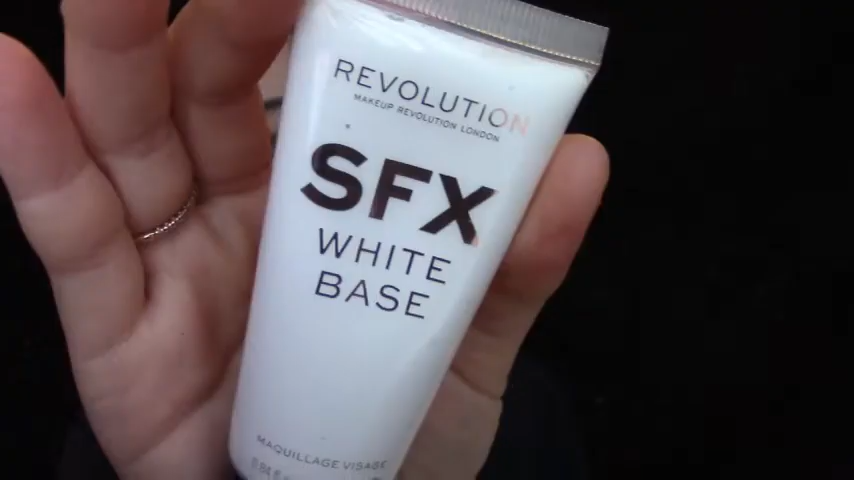 REVOLUTION
MAKEUP REVOLUTION LONDON
SFX
WHITE
BASE
MAQUILLAGE VISAGE